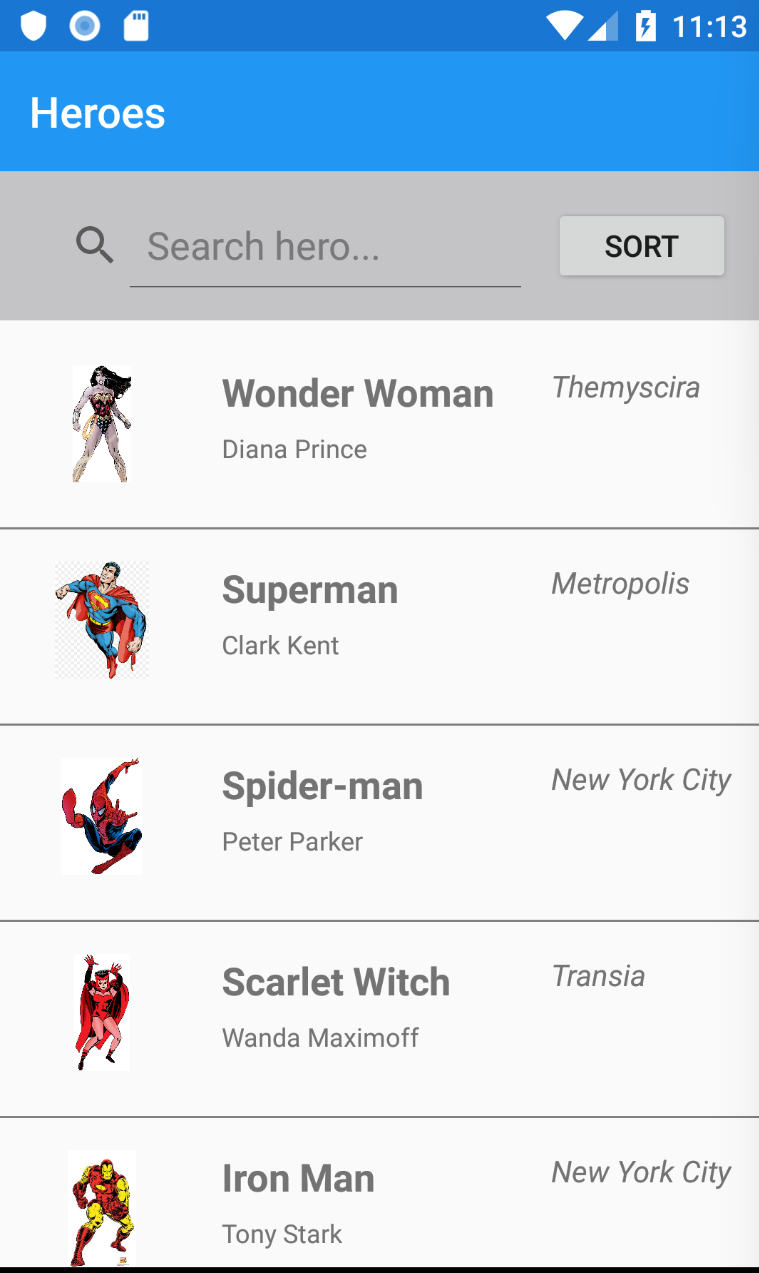 11:13
Heroes
Search hero...
SORT
Wonder Woman
Themyscira
Diana Prince
Superman
Metropolis
Clark Kent
Spider-man
New York City
Peter Parker
Scarlet Witch
Transia
Wanda Maximoff
Iron Man
New York City
Tony Stark